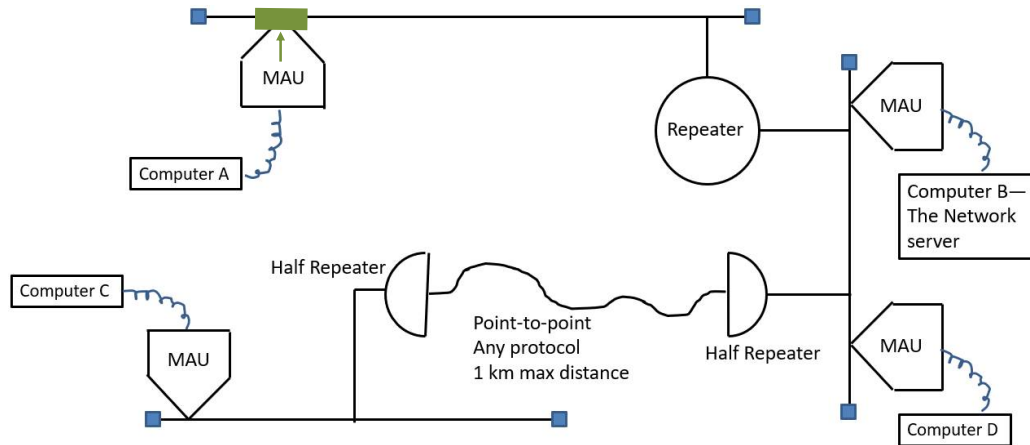 MAU
MAU
Repeater
Computer A
Computer B—
The Network
server
Half Repeater
Computer C
Point-to-point
Any protocol
1 km max distance
Half Repeater
MAU
MAU
Computer D